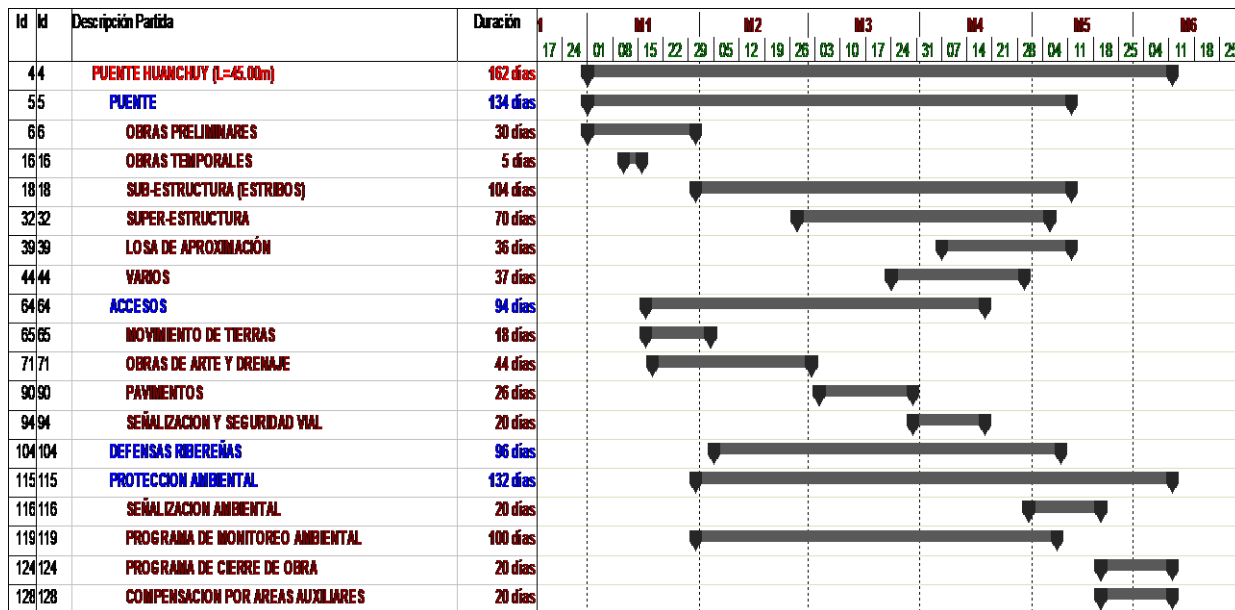 Id Id Descripción Partida Duración 1 M1 M2 M3 M4 M5 M6
17 24 01 08 15 22 29 05 12 19 26 03 10 17 24 31 07 14 21 28 04 11 18 25 04 11 18 25
4 4 PUENTE HUANCHUY (L=45.00m) 162 días
5 5 PUENTE 134 días
6 6 OBRAS PRELIMINARES 30 días
16 16 OBRAS TEMPORALES 5 días
18 18 SUB-ESTRUCTURA (ESTRIBOS) 104 días
32 32 SUPER-ESTRUCTURA 70 días
39 39 LOSA DE APROXIMACIÓN 36 días
44 44 VARIOS 37 días
64 64 ACCESOS 94 días
65 65 MOVIMIENTO DE TIERRAS 18 días
71 71 OBRAS DE ARTE Y DRENAJE 44 días
90 90 PAVIMENTOS 26 días
94 94 SEÑALIZACION Y SEGURIDAD VIAL 20 días
104 104 DEFENSAS RIBEREÑAS 96 días
115 115 PROTECCION AMBIENTAL 132 días
116 116 SEÑALIZACION AMBIENTAL 20 días
119 119 PROGRAMA DE MONITOREO AMBIENTAL 100 días
124 124 PROGRAMA DE CIERRE DE OBRA 20 días
128 128 COMPENSACION POR AREAS AUXILIARES 20 días